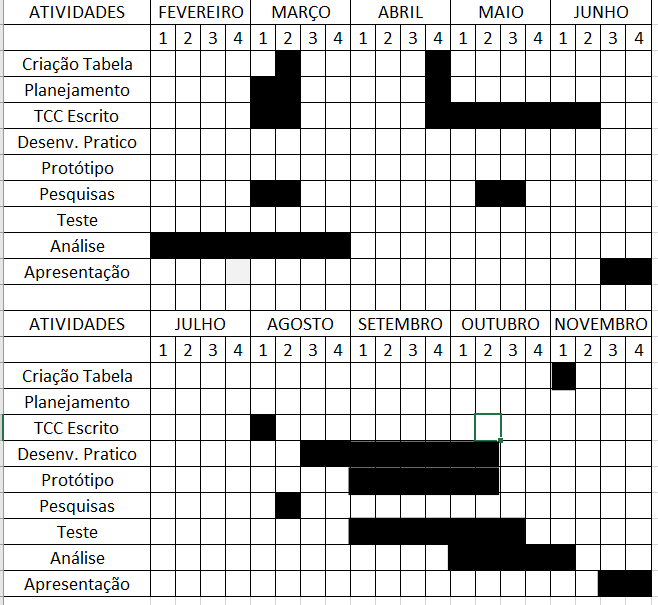 ATIVIDADES FEVEREIRO MARÇO ABRIL MAIO JUNHO
1 2 3 4 1 2 3 4 1 2 3 4 1 2 3 4 1 2 3 4
Criação Tabela
Planejamento
TCC Escrito
Desenv. Pratico
Protótipo
Pesquisas
Teste
Análise
Apresentação
ATIVIDADES JULHO AGOSTO SETEMBRO OUTUBRO NOVEMBRO
1 2 3 4 1 2 3 4 1 2 3 4 1 2 3 4 1 2 3 4
Criação Tabela
Planejamento
TCC Escrito
Desenv. Pratico
Protótipo
Pesquisas
Teste
Análise
Apresentação